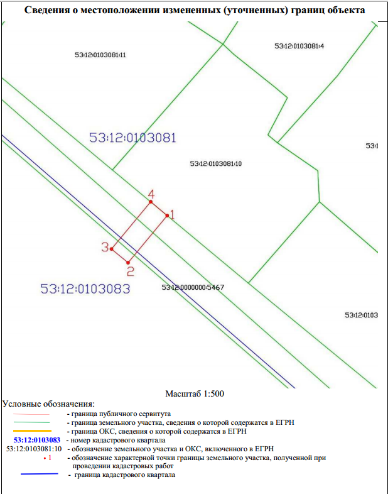 Сведения о местоположении измененных (уточненных) границ объекта
53:12:0103081:4
53:12:0103081:41
53:12:0103081
53:12:0103081:10
4
1
3
2
53:12:0103083
53:12:0000000:5467
53:12:0103
Масштаб 1:500
Условные обозначения:
- граница публичного сервитута
- граница земельного участка, сведения о которой содержатся в ЕГРН
- граница ОКС, сведения о которой содержатся в ЕГРН
53:12:0103083 - номер кадастрового квартала
53:12:0103081:10 - обозначение земельного участка и ОКС, включенного в ЕГРН
1 - обозначение характерной точки границы земельного участка, полученной при
проведении кадастровых работ
- граница кадастрового квартала